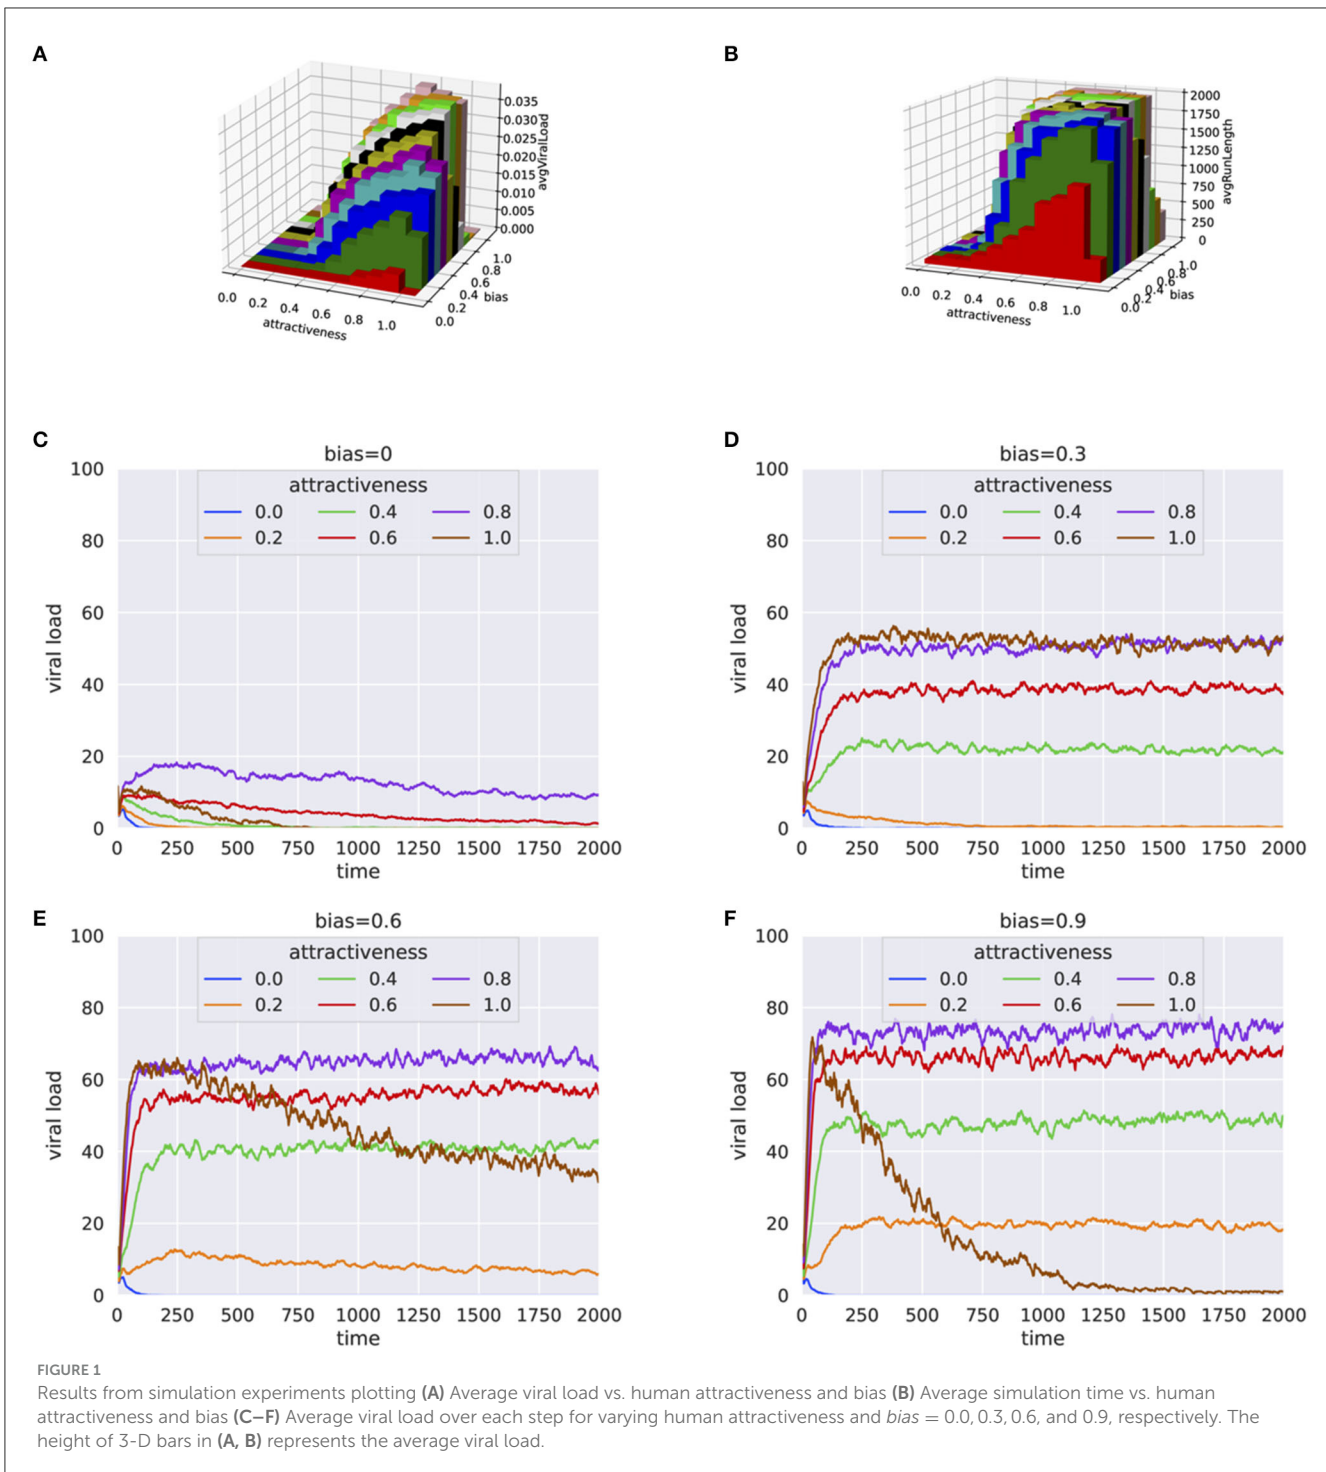 A
0.035
0.030
0.025
0.020
0.015
0.010
0.005
0.000
avgViralLoad
0.0 0.2 0.4 0.6 0.8 1.0
attractiveness
0.0 0.2 0.4 0.6 0.8 1.0
bias
B
2000
1750
1500
1250
1000
750
500
250
0
avgRunLength
0.0 0.2 0.4 0.6 0.8 1.0
attractiveness
0.0 0.2 0.4 0.6 0.8 1.0
bias
C
bias=0
attractiveness
0.0 0.4 0.8
0.2 0.6 1.0
100
80
60
40
20
0
viral load
0 250 500 750 1000 1250 1500 1750 2000
time
D
bias=0.3
attractiveness
0.0 0.4 0.8
0.2 0.6 1.0
100
80
60
40
20
0
viral load
0 250 500 750 1000 1250 1500 1750 2000
time
E
bias=0.6
attractiveness
0.0 0.4 0.8
0.2 0.6 1.0
100
80
60
40
20
0
viral load
0 250 500 750 1000 1250 1500 1750 2000
time
F
bias=0.9
attractiveness
0.0 0.4 0.8
0.2 0.6 1.0
100
80
60
40
20
0
viral load
0 250 500 750 1000 1250 1500 1750 2000
time
FIGURE 1
Results from simulation experiments plotting (A) Average viral load vs. human attractiveness and bias (B) Average simulation time vs. human
attractiveness and bias (C–F) Average viral load over each step for varying human attractiveness and bias = 0.0, 0.3, 0.6, and 0.9, respectively. The
height of 3-D bars in (A, B) represents the average viral load.